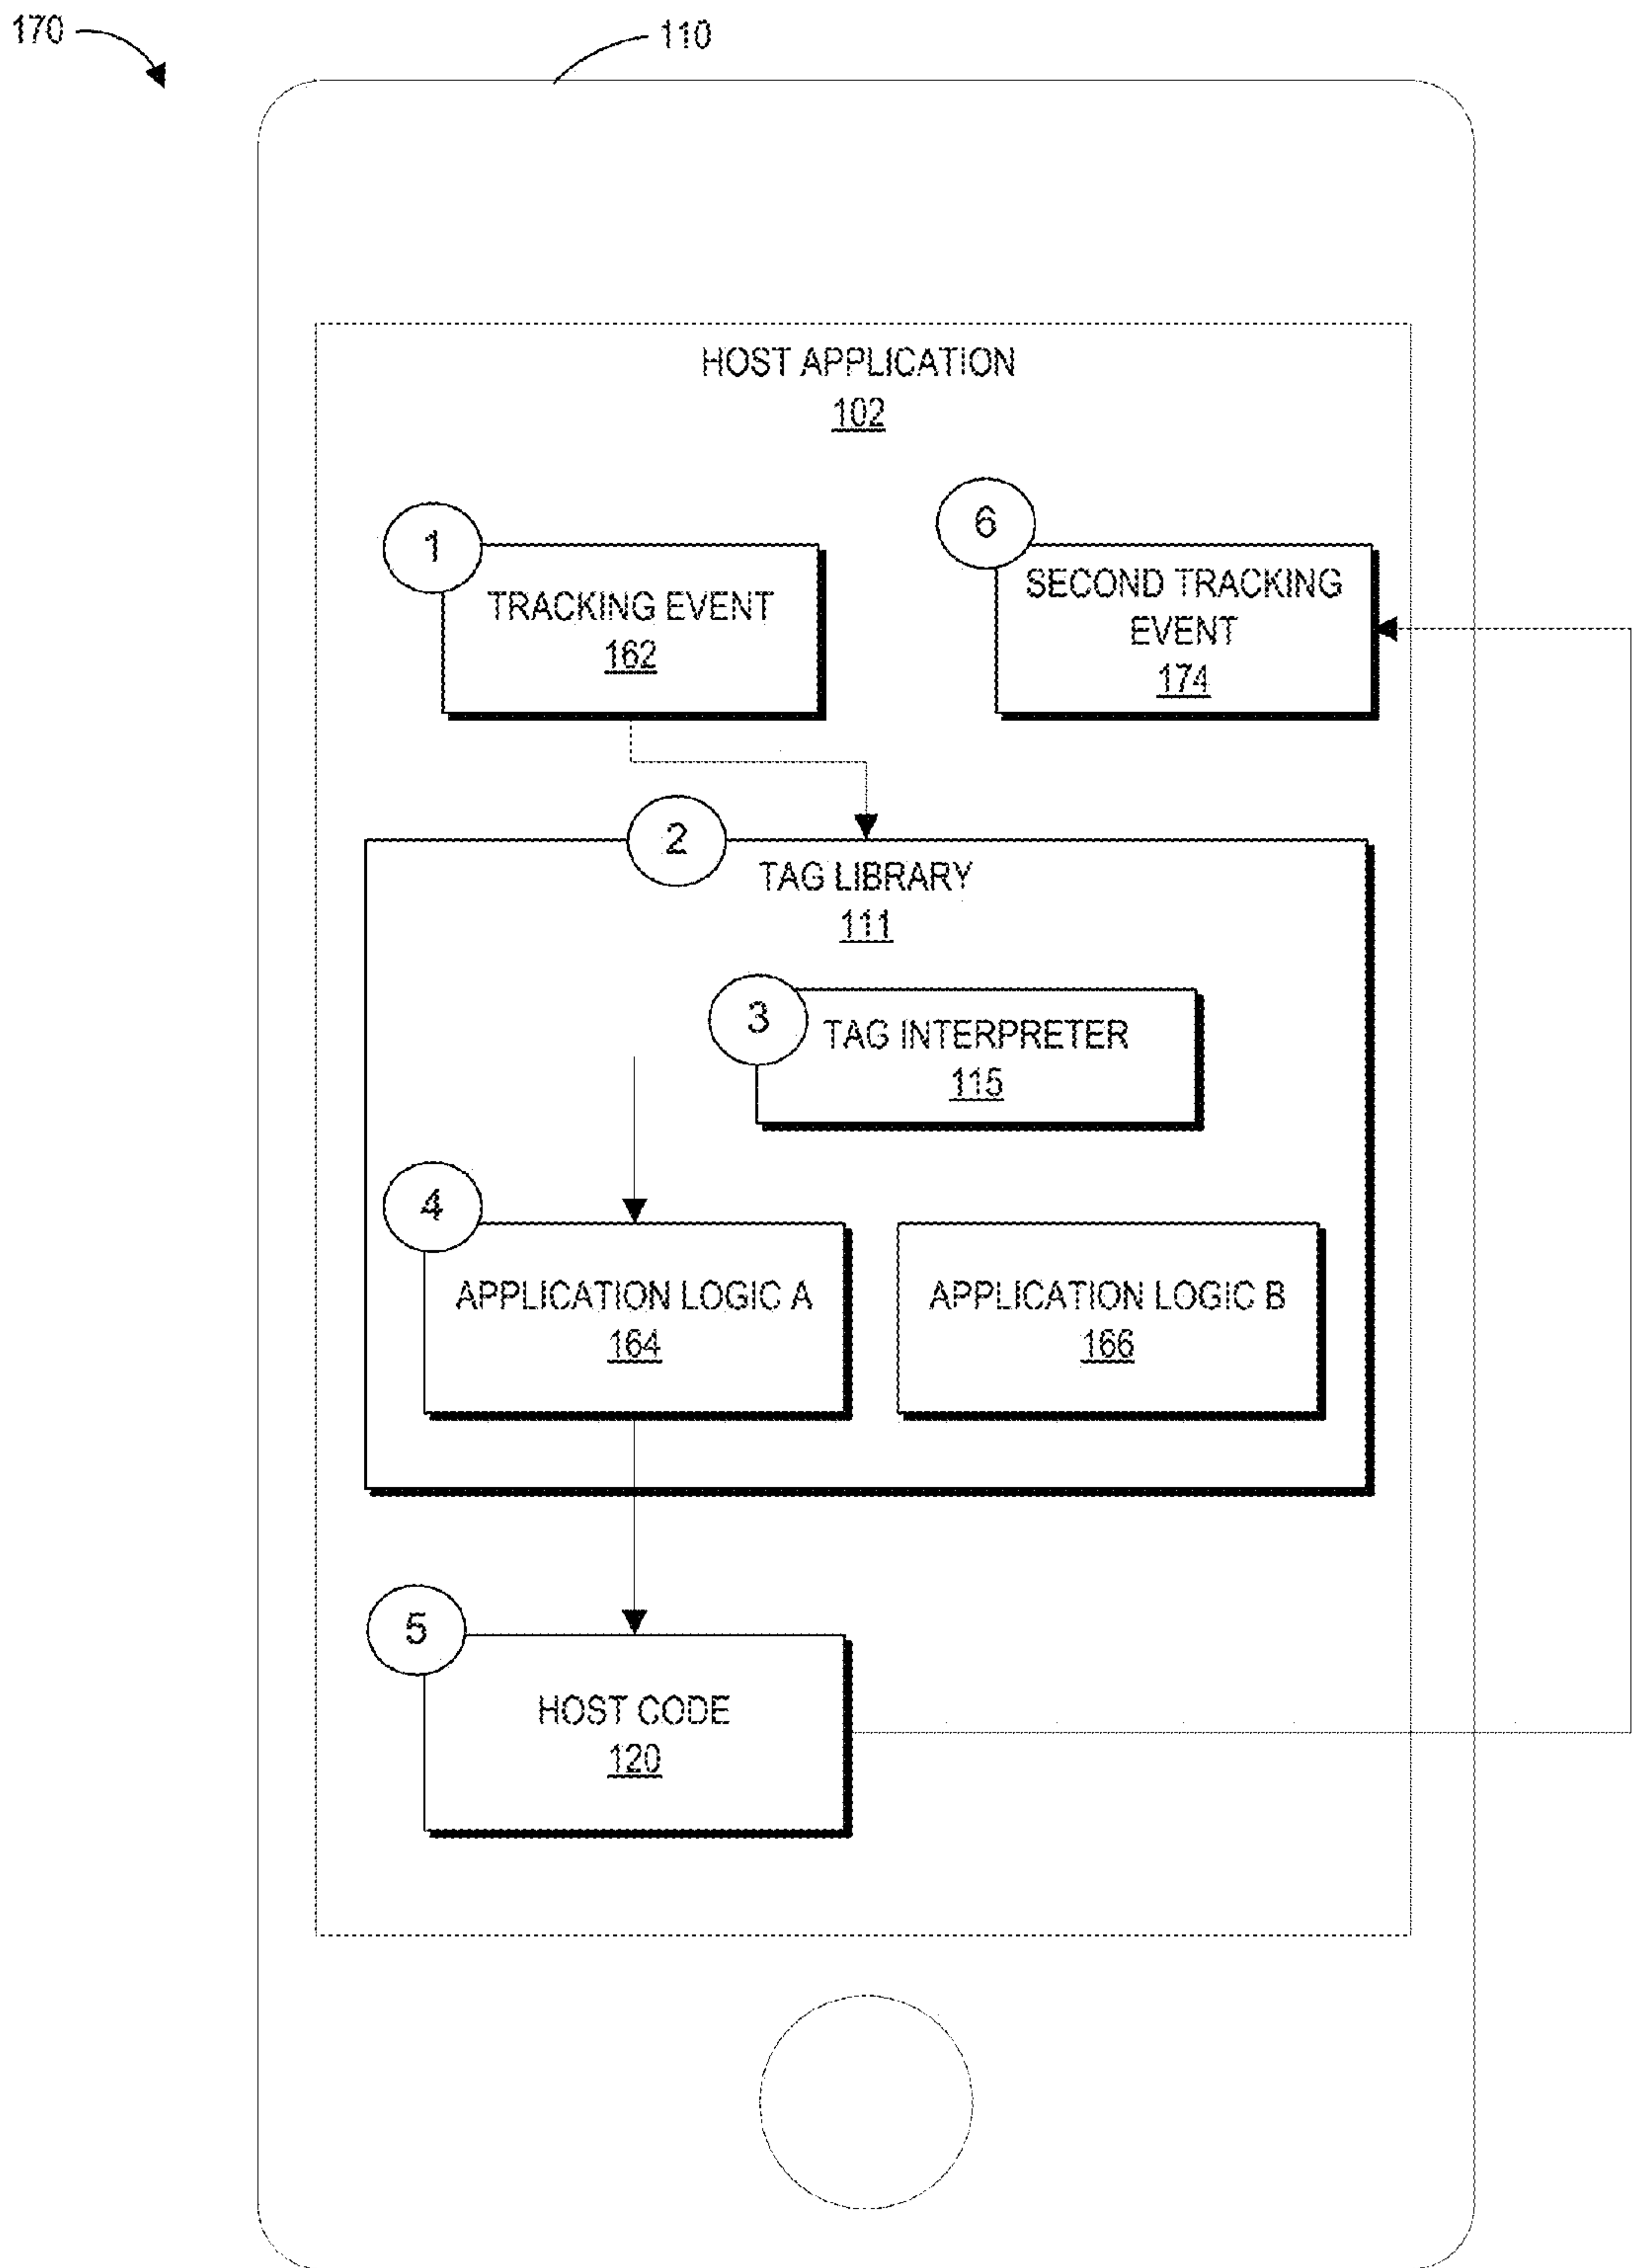 170
110
HOST APPLICATION
102
1
TRACKING EVENT
162
6
SECOND TRACKING
EVENT
174
2
TAG LIBRARY
111
3
TAG INTERPRETER
115
4
APPLICATION LOGIC A
164
APPLICATION LOGIC B
166
5
HOST CODE
120